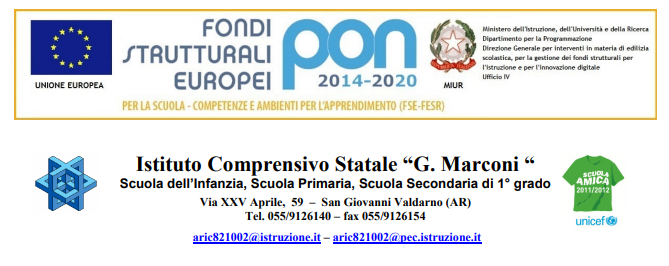 FONDI
STRUTTURALI
EUROPEI
pon
2014-2020
UNIONE EUROPEA
MIUR
Ministero dell'Istruzione, dell'Università e della Ricerca
Dipartimento per la Programmazione
Direzione Generale per interventi in materia di edilizia
scolastica, per la gestione dei fondi strutturali per
l'istruzione e per l'innovazione digitale
Ufficio IV
PER LA SCUOLA - COMPETENZE E AMBIENTI PER L'APPRENDIMENTO (FSE-FESR)
Istituto Comprensivo Statale “G. Marconi “
Scuola dell'Infanzia, Scuola Primaria, Scuola Secondaria di 1° grado
Via XXV Aprile, 59 – San Giovanni Valdarno (AR)
Tel. 055/9126140 – fax 055/9126154
aric821002@istruzione.it – aric821002@pec.istruzione.it
SCUOLA
AMICA
2011/2012
unicef